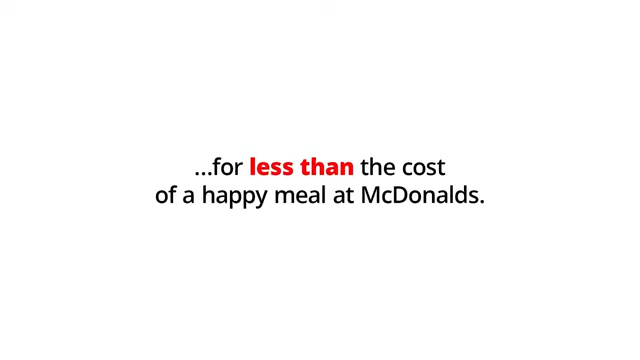 ...for less than the cost
of a happy meal at McDonalds.